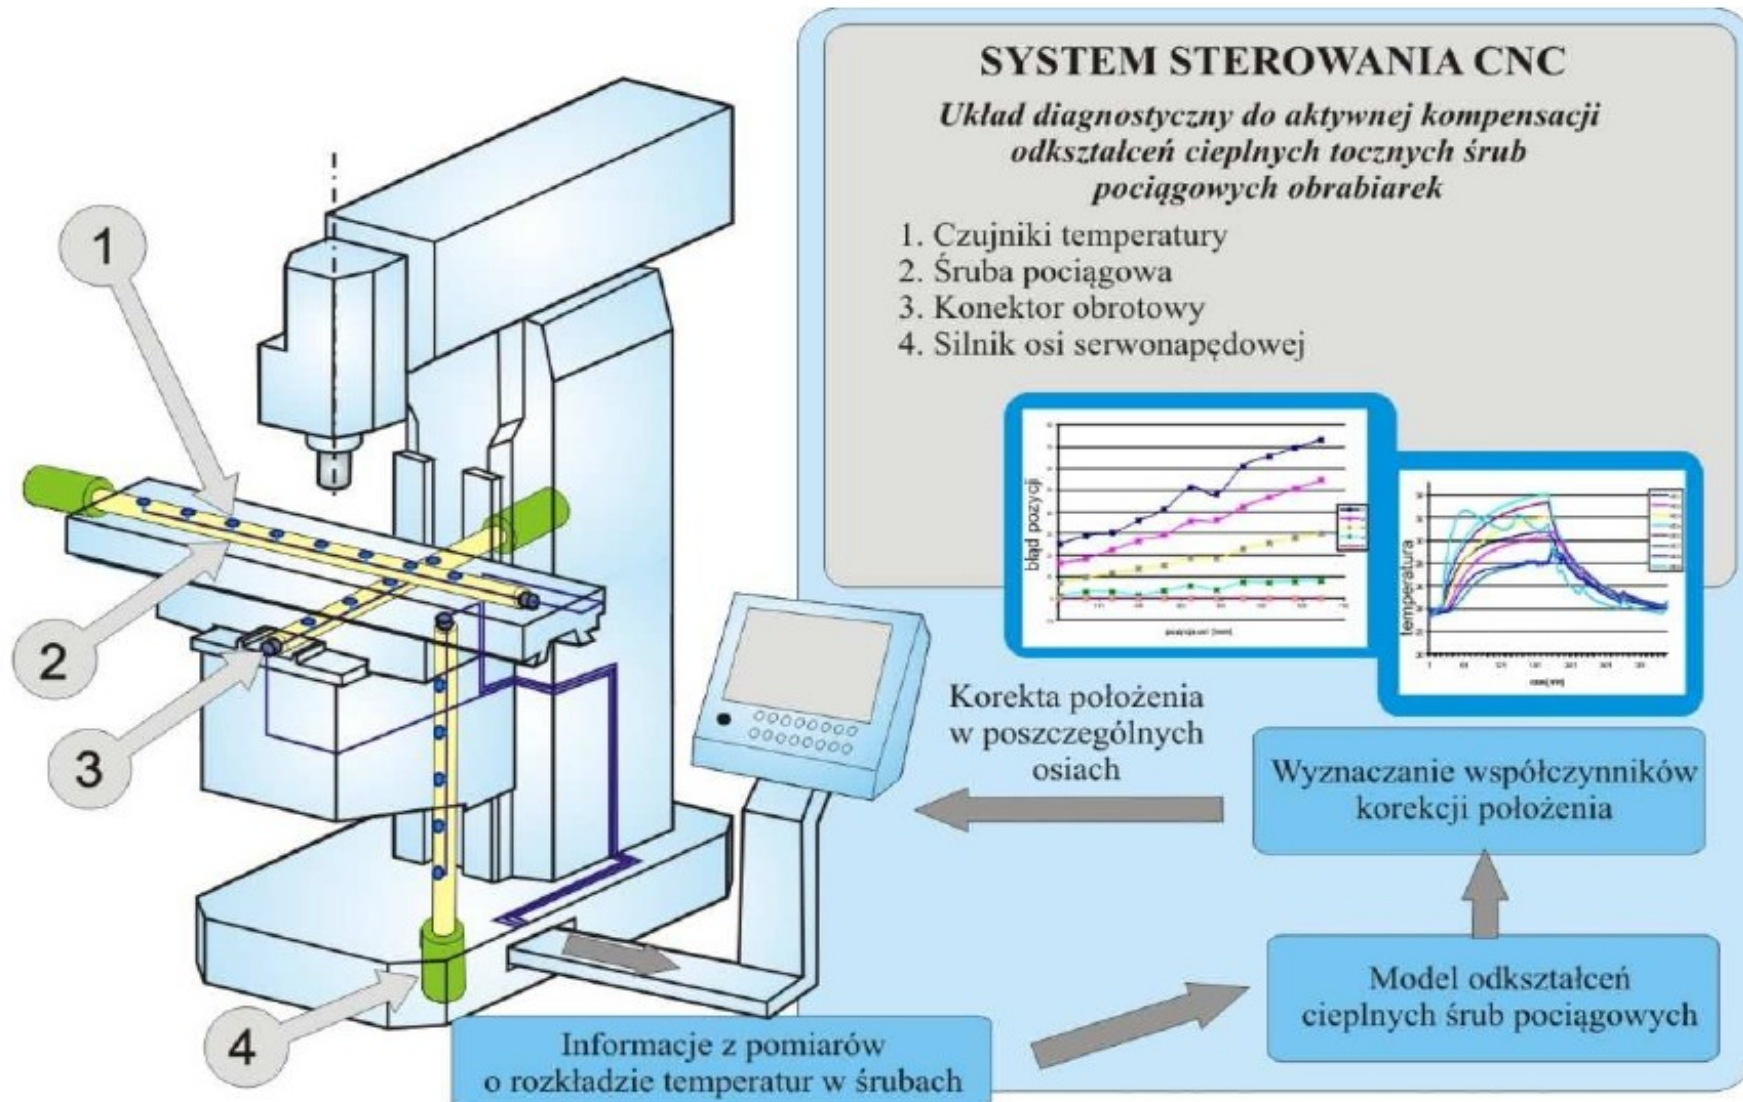 SYSTEM STEROWANIA CNC
Układ diagnostyczny do aktywnej kompensacji
odkształceń cieplnych tocznych śrub
pociągowych obrabiarek
1. Czujniki temperatury
2. Śruba pociągowa
3. Konektor obrotowy
4. Silnik osi serwonapędowej
1
2
3
4
błąd pozycji
temperatura
Korekta położenia
w poszczególnych
osiach
Wyznaczanie współczynników
korekcji położenia
Model odkształceń
cieplnych śrub pociągowych
Informacje z pomiarów
o rozkładzie temperatur w śrubach